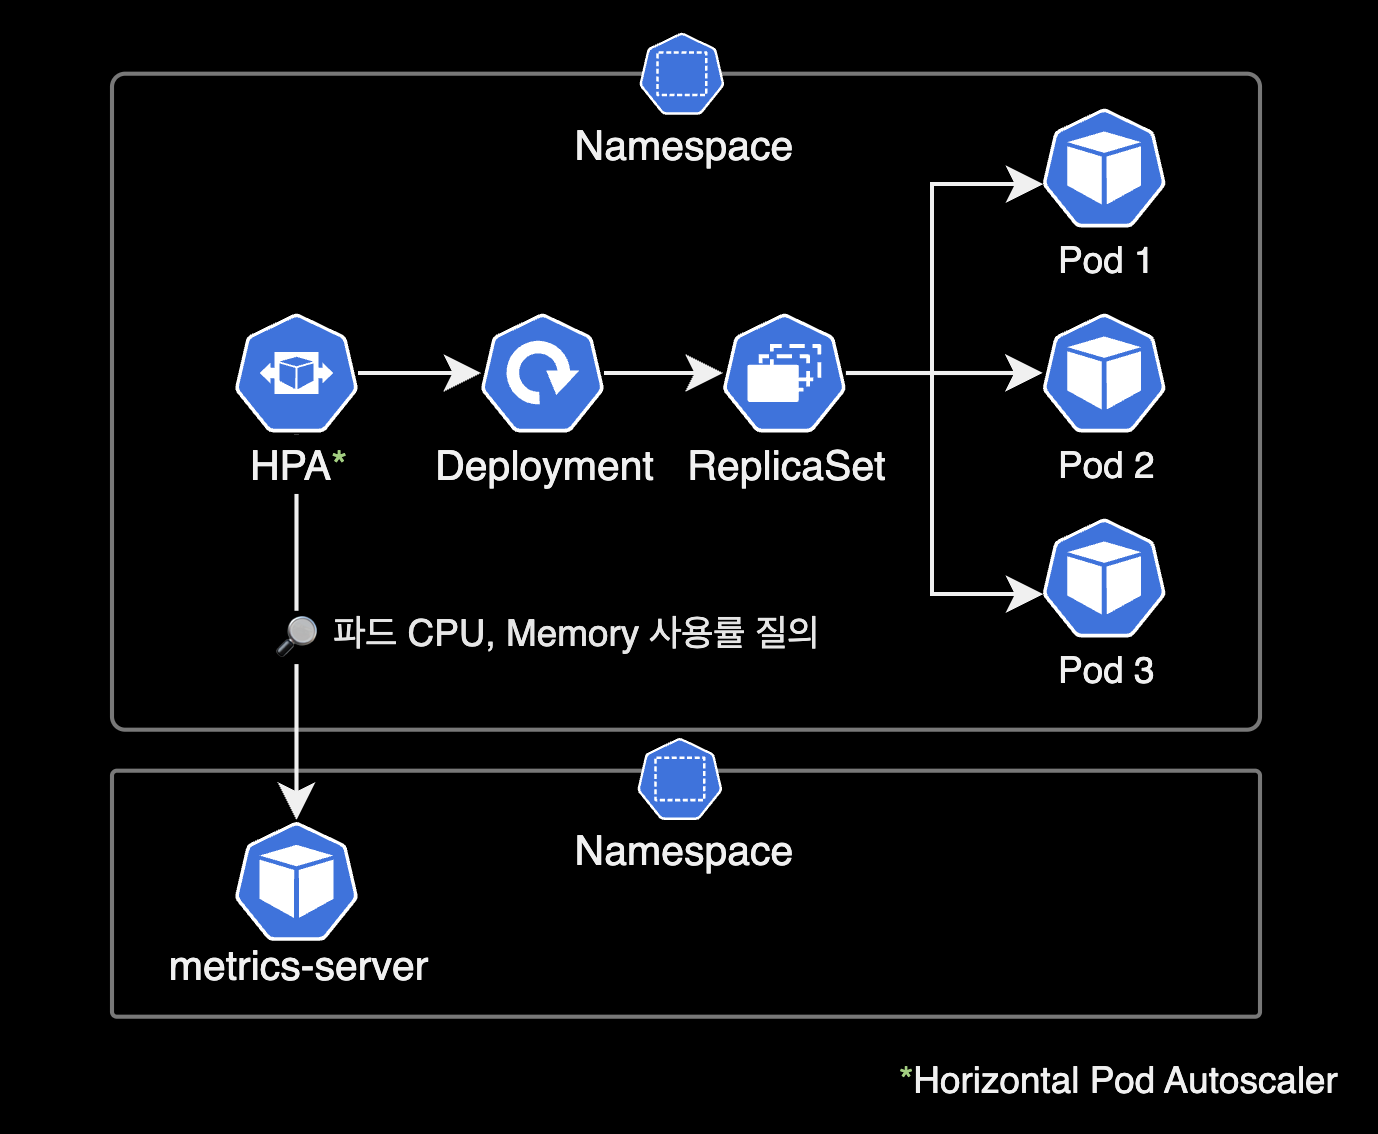 Namespace
Pod 1
HPA*
Deployment
ReplicaSet
Pod 2
파드 CPU, Memory 사용률 질의
Pod 3
Namespace
metrics-server
*Horizontal Pod Autoscaler